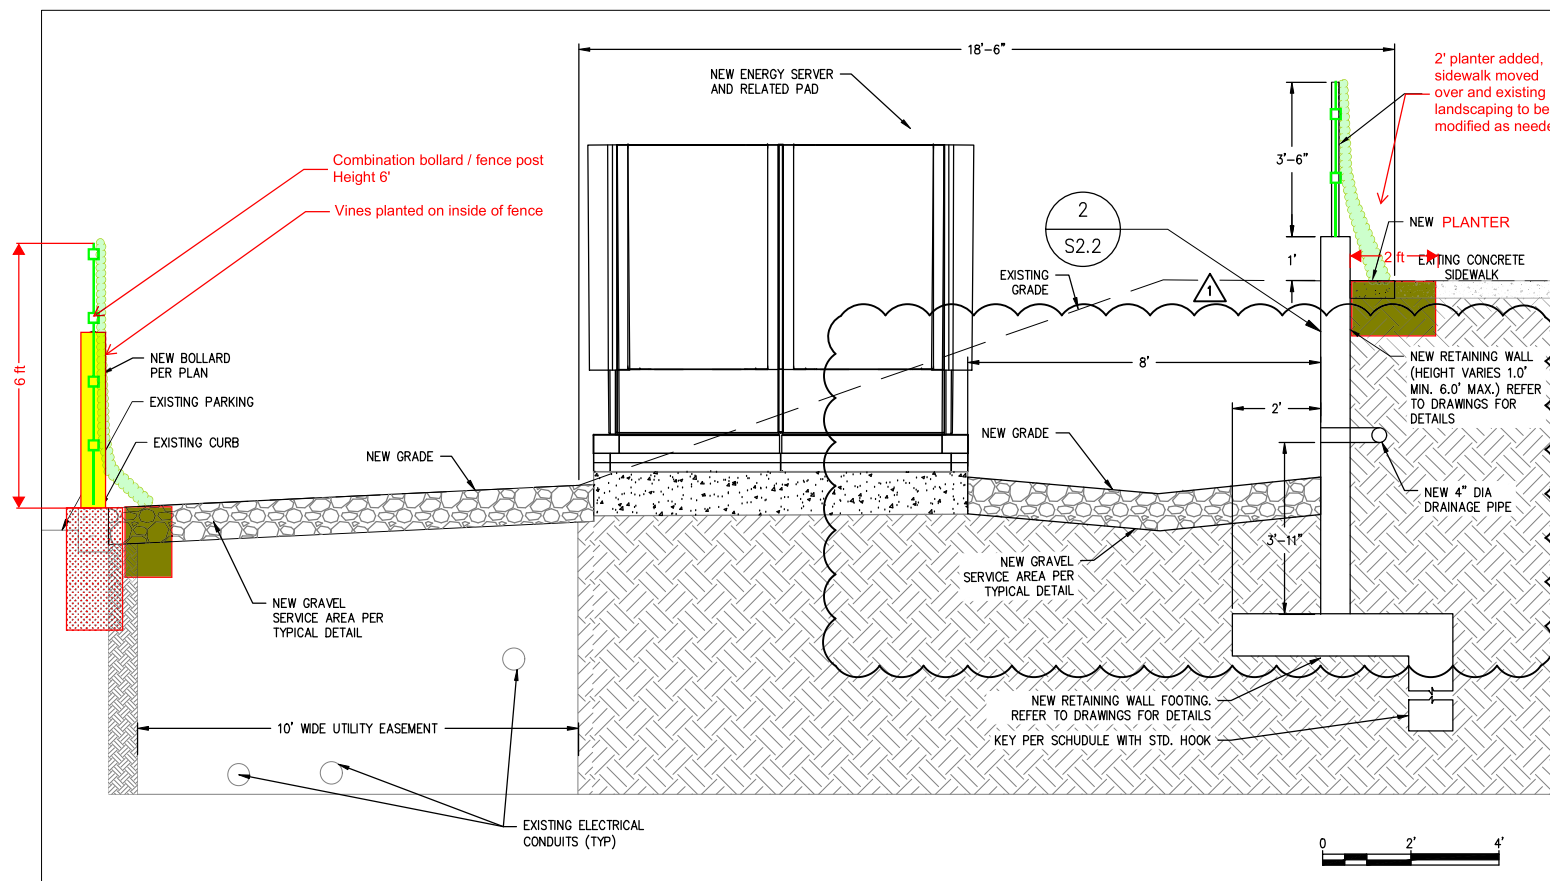 18'-6"
2' planter added,
sidewalk moved
over and existing
landscaping to be
modified as neede
NEW ENERGY SERVER
AND RELATED PAD
3'-6"
Combination bollard / fence post
Height 6'
Vines planted on inside of fence
2
S2.2
NEW PLANTER
1'
2 ft
EXITING CONCRETE
SIDEWALK
EXISTING
GRADE
1
6 ft
NEW BOLLARD
PER PLAN
8'
NEW RETAINING WALL
(HEIGHT VARIES 1.0'
MIN. 6.0' MAX.) REFER
TO DRAWINGS FOR
DETAILS
EXISTING PARKING
2'
EXISTING CURB
NEW GRADE
NEW GRADE
NEW 4" DIA
DRAINAGE PIPE
3'-11"
NEW GRAVEL
SERVICE AREA PER
TYPICAL DETAIL
NEW GRAVEL
SERVICE AREA PER
TYPICAL DETAIL
NEW RETAINING WALL FOOTING.
REFER TO DRAWINGS FOR DETAILS
KEY PER SCHUDULE WITH STD. HOOK
10' WIDE UTILITY EASEMENT
EXISTING ELECTRICAL
CONDUITS (TYP)
0 2' 4'